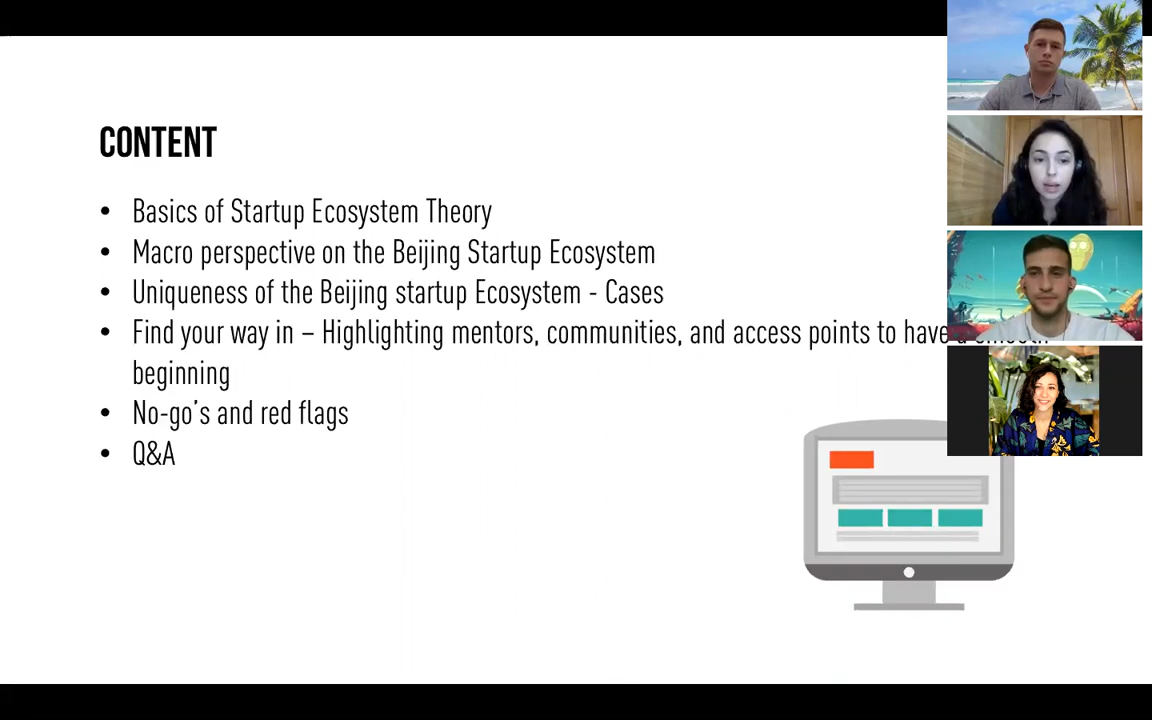 CONTENT
• Basics of Startup Ecosystem Theory
• Macro perspective on the Beijing Startup Ecosystem
• Uniqueness of the Beijing startup Ecosystem - Cases
• Find your way in – Highlighting mentors, communities, and access points to have a smooth
beginning
• No-go's and red flags
• Q&A